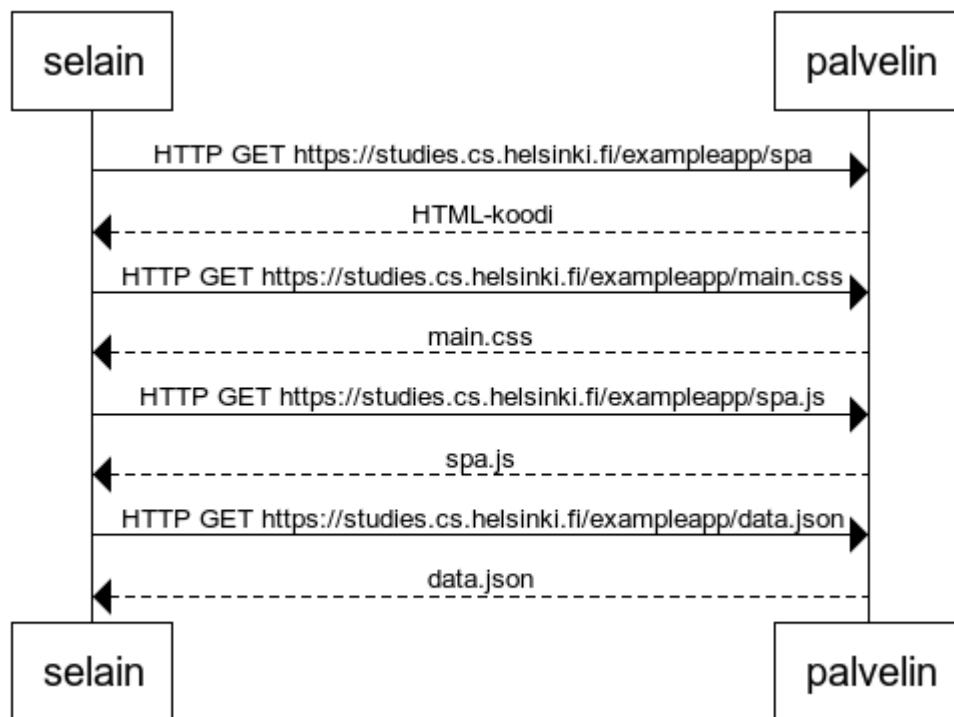 selain
palvelin
HTTP GET https://studies.cs.helsinki.fi/exampleapp/spa
HTML-koodi
HTTP GET https://studies.cs.helsinki.fi/exampleapp/main.css
main.css
HTTP GET https://studies.cs.helsinki.fi/exampleapp/spa.js
spa.js
HTTP GET https://studies.cs.helsinki.fi/exampleapp/data.json
data.json
selain
palvelin